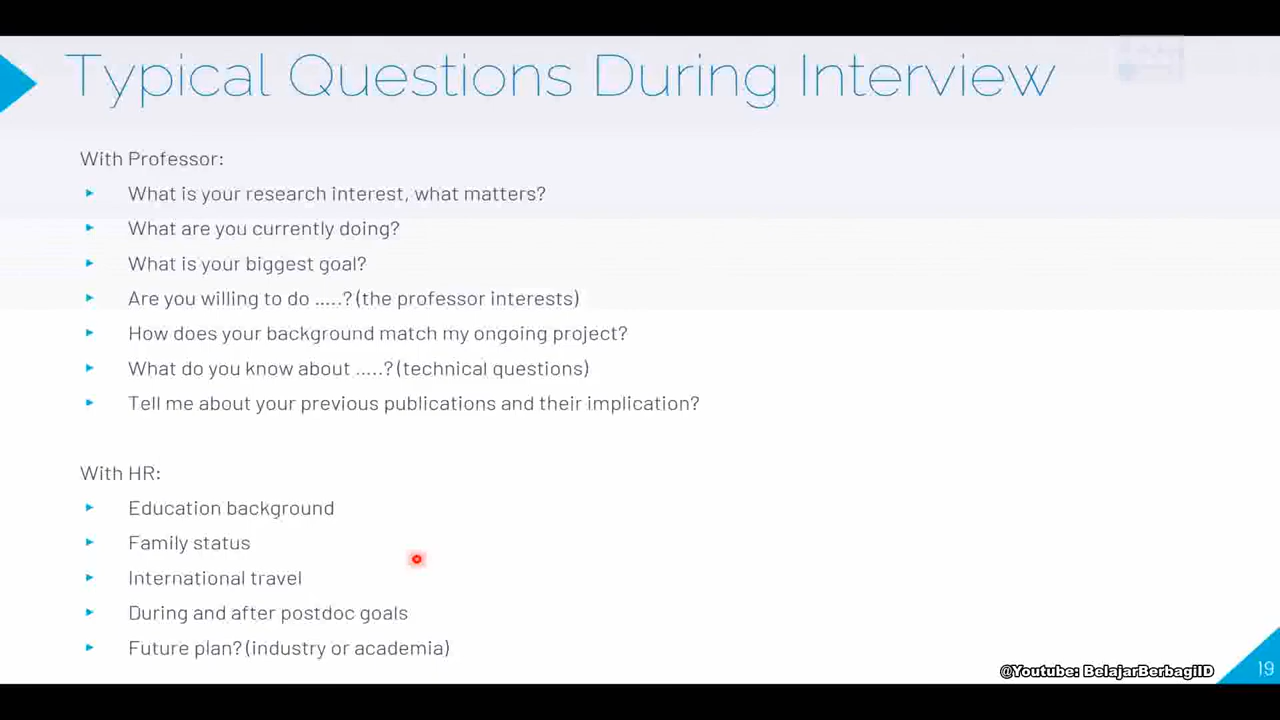 Typical Questions During Interview
With Professor:
What is your research interest, what matters?
What are you currently doing?
What is your biggest goal?
Are you willing to do .....? (the professor interests)
How does your background match my ongoing project?
What do you know about .....? (technical questions)
Tell me about your previous publications and their implication?
With HR:
Education background
Family status
International travel
During and after postdoc goals
Future plan? (industry or academia)
@Youtube: BelajarBerbagiID
19